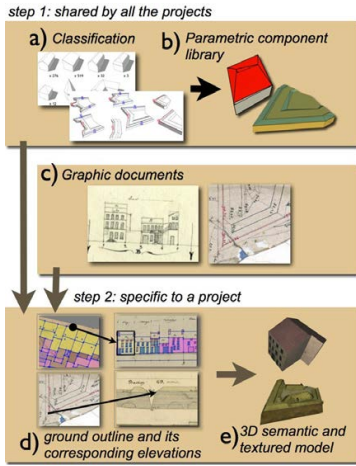 step 1: shared by all the projects
a) Classification
b) Parametric component
library
c) Graphic documents
step 2: specific to a project
d) ground outline and its
corresponding elevations
e) 3D semantic and
textured model